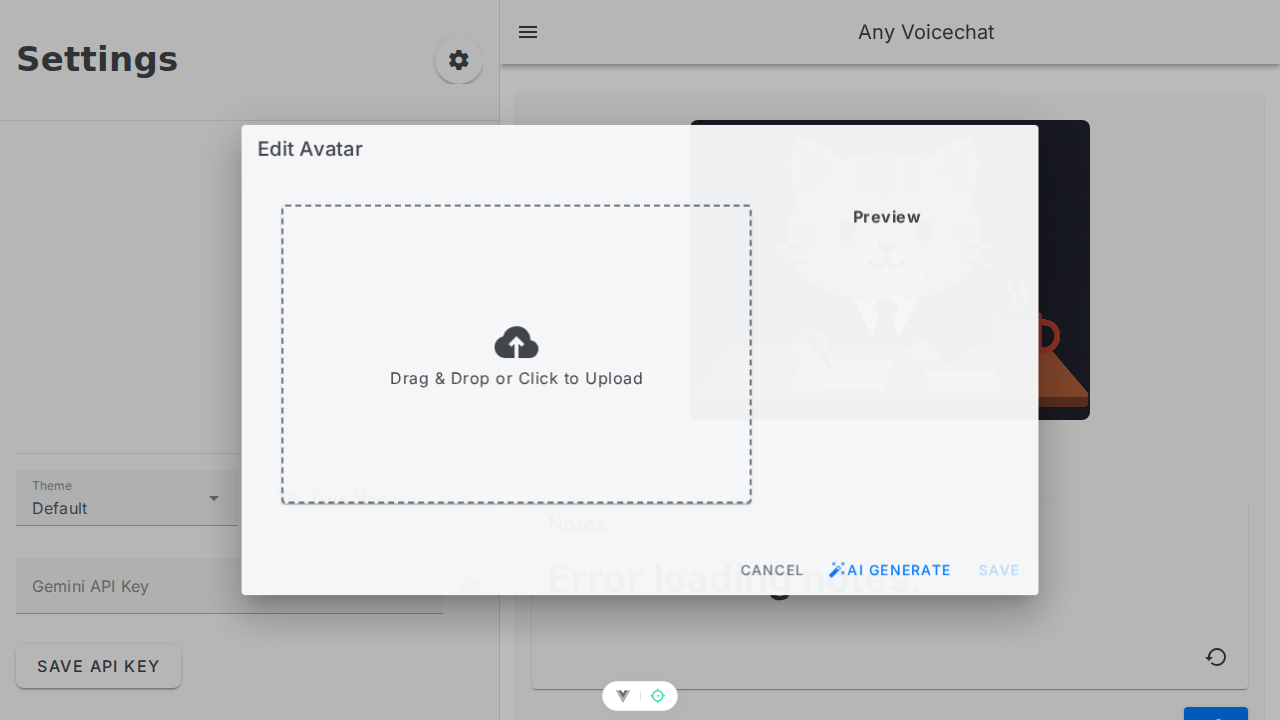 Settings
Any Voicechat
Edit Avatar
Preview
Drag & Drop or Click to Upload
Theme
Default
Notes
Gemini API Key
Error loading notes.
CANCEL
AI GENERATE
SAVE
SAVE API KEY